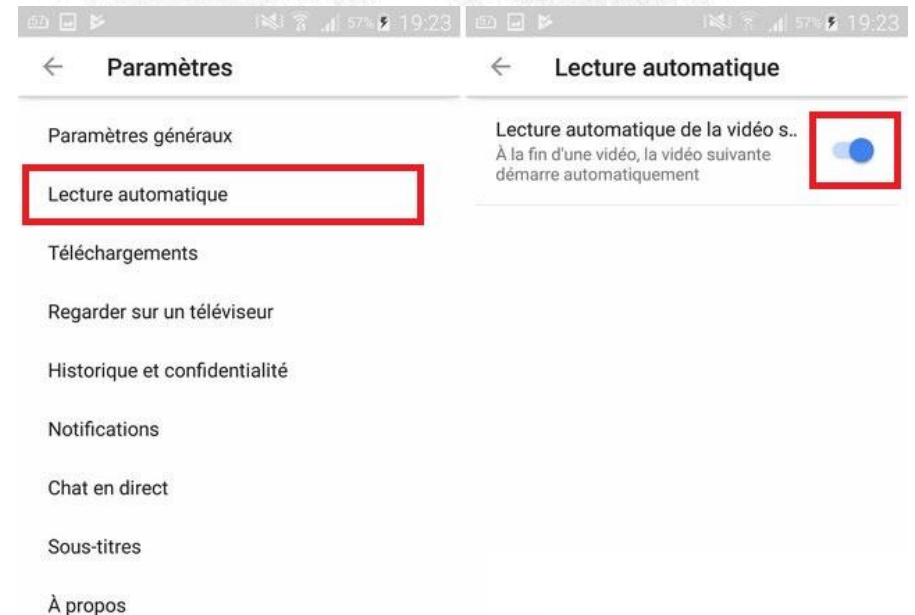 57% 19:23
Paramètres
Paramètres généraux
Lecture automatique
Téléchargements
Regarder sur un téléviseur
Historique et confidentialité
Notifications
Chat en direct
Sous-titres
À propos
57% 19:23
Lecture automatique
Lecture automatique de la vidéo s..
À la fin d'une vidéo, la vidéo suivante
démarre automatiquement